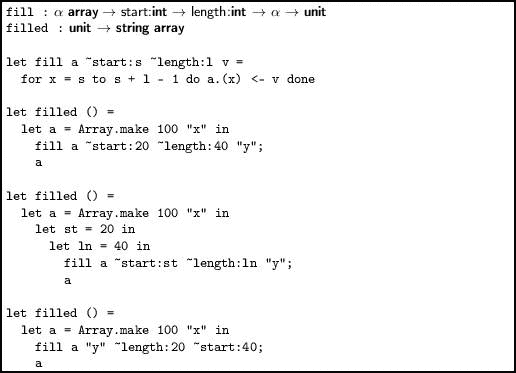 fill : α array → start:int → length:int → α → unit
filled : unit → string array

let fill a ~start:s ~length:l v =
  for x = s to s + l - 1 do a.(x) <- v done

let filled () =
  let a = Array.make 100 "x" in
    fill a ~start:20 ~length:40 "y";
    a

let filled () =
  let a = Array.make 100 "x" in
    let st = 20 in
      let ln = 40 in
        fill a ~start:st ~length:ln "y";
        a

let filled () =
  let a = Array.make 100 "x" in
    fill a "y" ~length:20 ~start:40;
    a